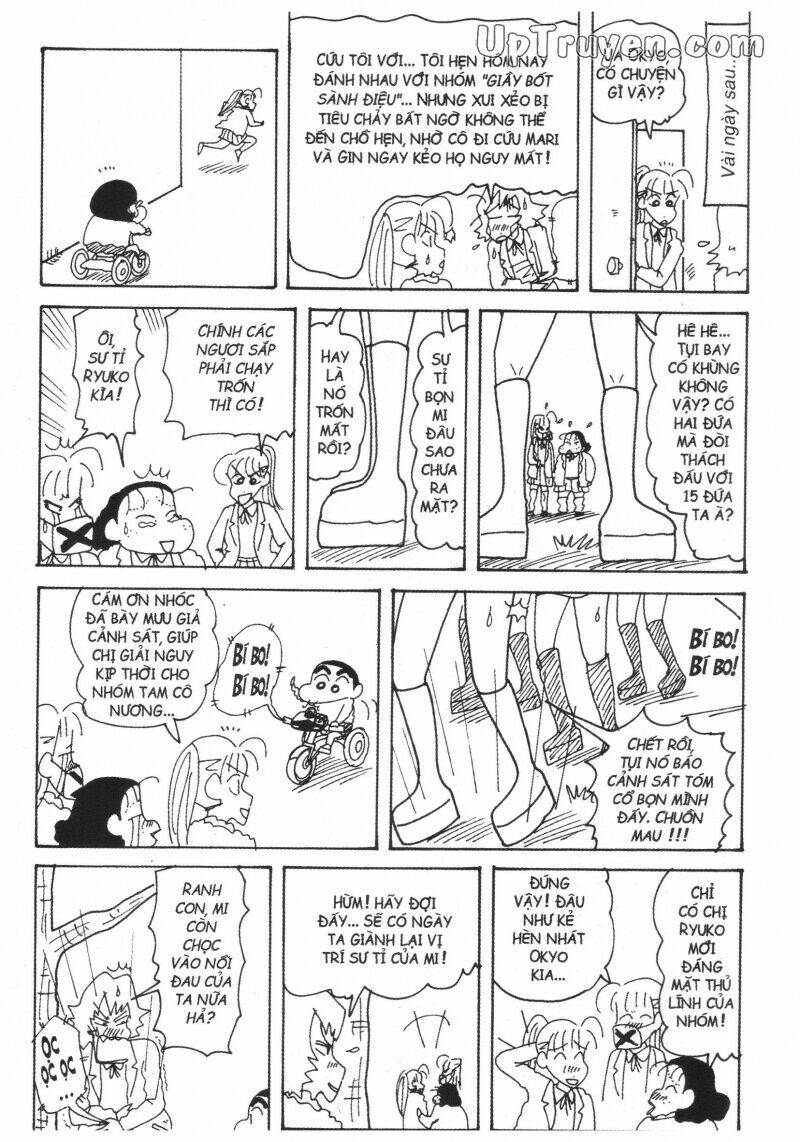 UpTruyen.com
Vài ngày sau...
OKYO,
CÓ CHUYỆN
GÌ VẬY?
CỨU TÔI VỚI... TÔI HẸN HÔM NAY
ĐÁNH NHAU VỚI NHÓM "GIẦY BỐT
SÀNH ĐIỆU"... NHƯNG XUI XẺO BỊ
TIÊU CHẢY BẤT NGỜ KHÔNG THỂ
ĐẾN CHỖ HẸN, NHỜ CÔ ĐI CỨU MARI
VÀ GIN NGAY KẺO HỌ NGUY MẤT!
HÊ HÊ...
TỤI BAY
CÓ KHÙNG
KHÔNG
VẬY? CÓ
HAI ĐỨA
MÀ ĐÒI
THÁCH
ĐẤU VỚI
15 ĐỨA
TA À?
SƯ
TỈ
BỌN
MI
ĐÂU
SAO
CHƯA
RA
MẶT?
HAY
LÀ
NÓ
TRỐN
MẤT
RỒI?
CHÍNH CÁC
NGƯƠI SẮP
PHẢI CHẠY
TRỐN
THÌ CÓ!
ÔI,
SƯ TỈ
RYUKO
KÌA!
BÍ BO!
BÍ BO!
CHẾT RỒI,
TỤI NÓ BÁO
CẢNH SÁT TÓM
CỔ BỌN MÌNH
ĐẤY. CHUỒN
MAU !!!
BÍ BO!
BÍ BO!
CÁM ƠN NHÓC
ĐÃ BÀY MƯU GIẢ
CẢNH SÁT, GIÚP
CHỊ GIẢI NGUY
KỊP THỜI CHO
NHÓM TAM CÔ
NƯƠNG...
CHỈ
CÓ CHỊ
RYUKO
MỚI
ĐÁNG
MẶT THỦ
LĨNH CỦA
NHÓM!
ĐÚNG
VẬY! ĐÂU
NHƯ KẺ
HÈN NHẤT
OKYO
KIA...
HỪM! HÃY ĐỢI
ĐẤY... SẼ CÓ NGÀY
TA GIÀNH LẠI VỊ
TRÍ SƯ TỈ CỦA MI!
RANH
CON, MI
CÒN
CHỌC
VÀO NỖI
ĐAU CỦA
TA NỮA
HẢ?
ỌC
ỌC ỌC
...